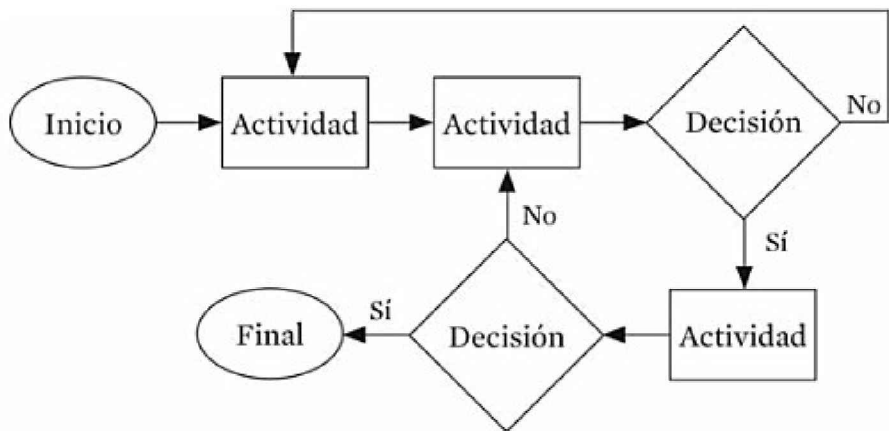 Inicio
Actividad
Actividad
Decisión
No
Sí
Actividad
Decisión
No
Sí
Final